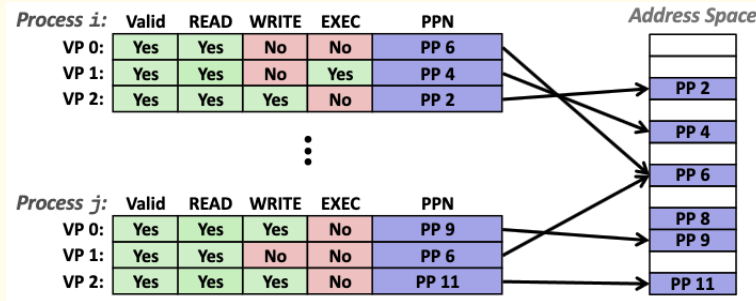 Process i: Valid READ WRITE EXEC PPN
VP 0: Yes Yes No No PP 6
VP 1: Yes Yes No Yes PP 4
VP 2: Yes Yes Yes No PP 2
Process j: Valid READ WRITE EXEC PPN
VP 0: Yes Yes Yes No PP 9
VP 1: Yes Yes No No PP 6
VP 2: Yes Yes Yes No PP 11
Address Space
PP 2
PP 4
PP 6
PP 8
PP 9
PP 11